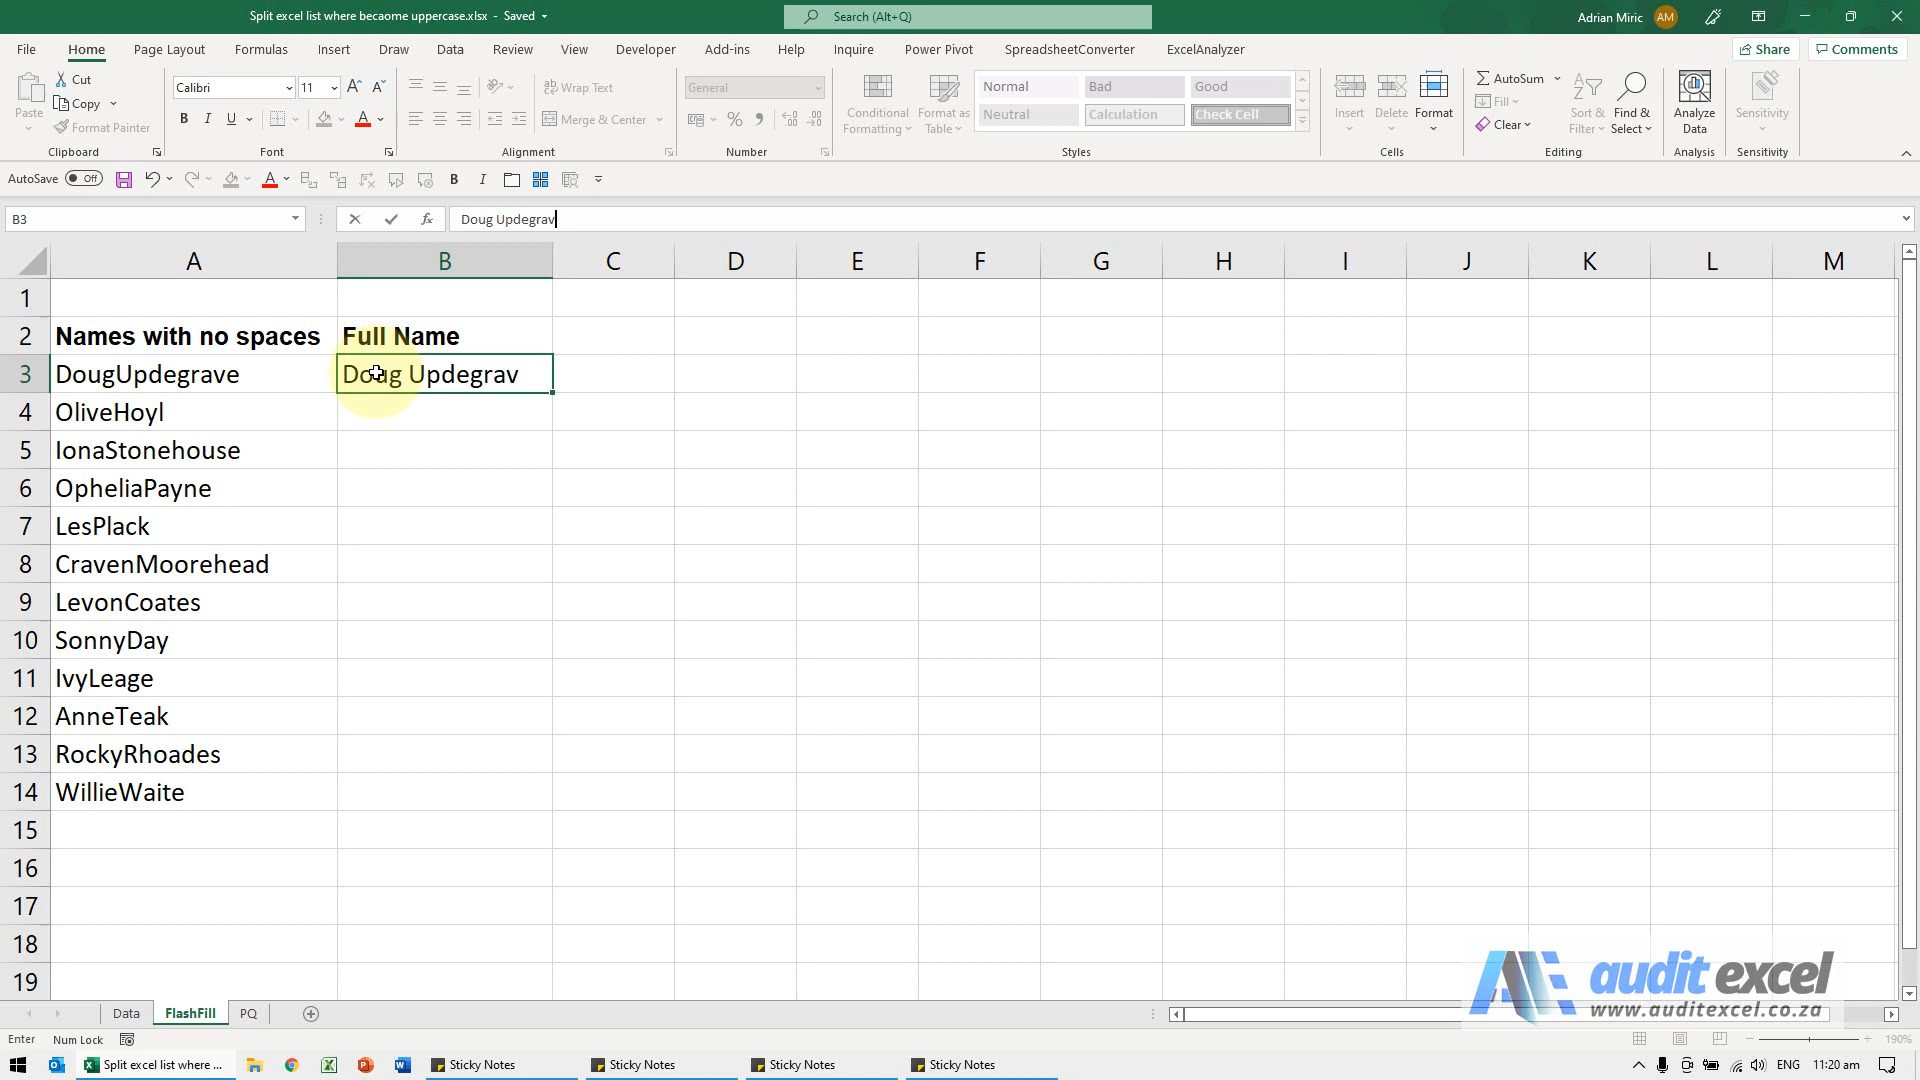 Split excel list where becaome uppercase.xlsx - Saved
Search (Alt+Q)
Adrian Miric AM
File Home Page Layout Formulas Insert Draw Data Review View Developer Add-ins Help Inquire Power Pivot SpreadsheetConverter ExcelAnalyzer Share Comments
Paste Cut Copy Format Painter
Calibri 11
B I U
Wrap Text
Merge & Center
General
Conditional Formatting
Format as Table
Normal Bad Good
Neutral Calculation Check Cell
Insert Delete Format
AutoSum
Fill
Clear
Sort & Filter
Find & Select
Analyze Data
Sensitivity
Clipboard Font Alignment Number Styles Cells Editing Analysis Sensitivity
AutoSave Off
B3 fx Doug Updegrav
A B C D E F G H I J K L M
1
2 Names with no spaces Full Name
3 DougUpdegrave Doug Updegrav
4 OliveHoyl
5 IonaStonehouse
6 OpheliaPayne
7 LesPlack
8 CravenMoorehead
9 LevonCoates
10 SonnyDay
11 IvyLeage
12 AnneTeak
13 RockyRhoades
14 WillieWaite
15
16
17
18
19
audit excel
www.auditexcel.co.za
Data FlashFill PQ
Enter Num Lock 190%
Split excel list where ... Sticky Notes Sticky Notes Sticky Notes Sticky Notes ENG 11:20 am